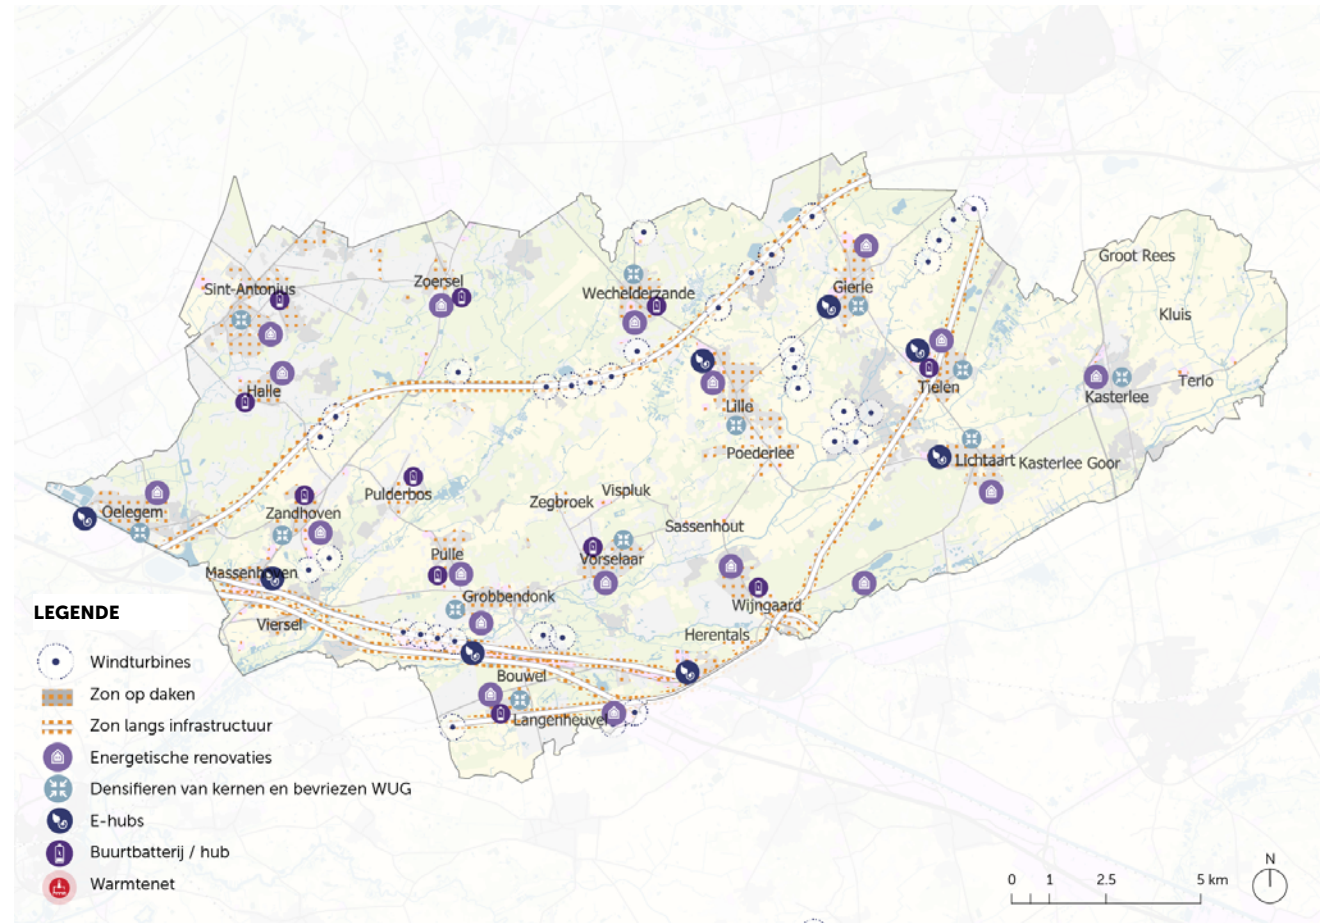 Groot Rees
Zoersel
Sint-Antonius
Wechelderzande
Gierle
Kluis
Terlo
Tielen
Kasterlee
Halle
Lille
Poederlee
Lichtaart
Kasterlee Goor
Pulderbos
Vispluk
Zegbroek
Oelegem
Zandhoven
Sassenhout
Pulle
Vorselaar
Massenhoven
Grobbendonk
Wijngaard
Viersel
Herentals
Bouwel
Langenheuvel
LEGENDE
Windturbines
Zon op daken
Zon langs infrastructuur
Energetische renovaties
Densifieren van kernen en bevriezen WUG
E-hubs
Buurtbatterij / hub
Warmtenet
0 1 2.5 5 km
N